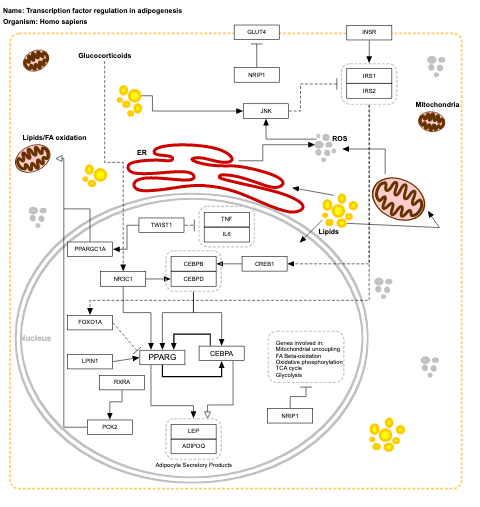 Name: Transcription factor regulation in adipogenesis
Organism: Homo sapiens
GLUT4
INSR
Glucocorticoids
NRIP1
IRS1
IRS2
JNK
Mitochondria
Lipids/FA oxidation
ROS
ER
TNF
IL6
TWIST1
Lipids
PPARGC1A
CEBPB
CEBPD
CREB1
NR3C1
FOXO1A
Nucleus
Genes involved in:
Mitochondrial uncoupling
FA Beta-oxidation
Oxidative phosphorylation
TCA cycle
Glycolysis
LPIN1
PPARG
CEBPA
RXRA
NRIP1
PCK2
LEP
ADIPOQ
Adipocyte Secretory Products